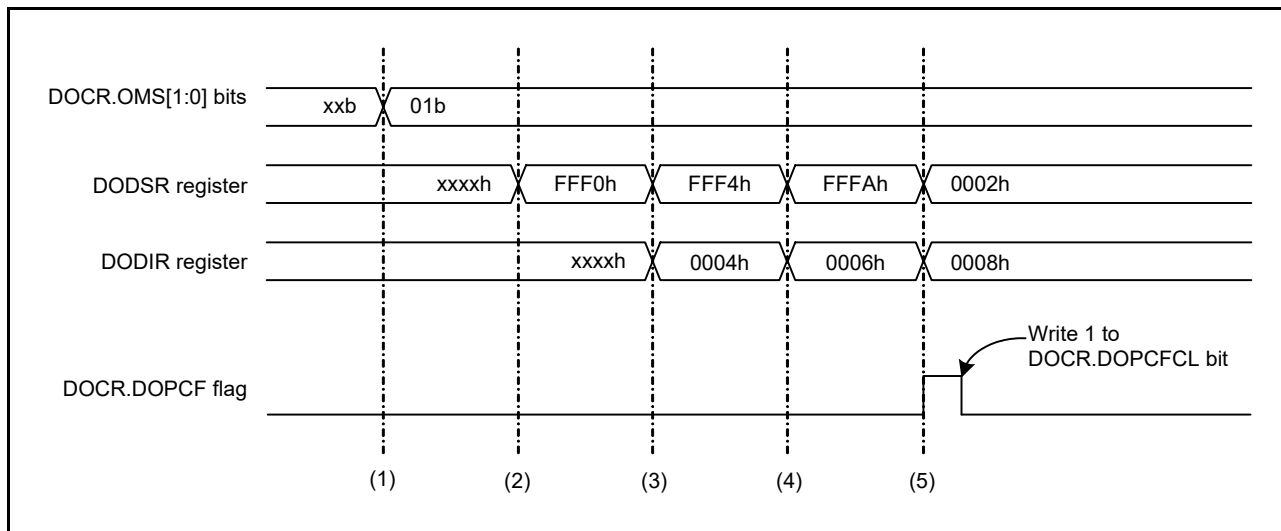 DOCR.OMS[1:0] bits
xxb
01b
DODSR register
xxxxh
FFF0h
FFF4h
FFFAh
0002h
DODIR register
xxxxh
0004h
0006h
0008h
Write 1 to
DOCR.DOPCFCL bit
DOCR.DOPCF flag
(1)
(2)
(3)
(4)
(5)